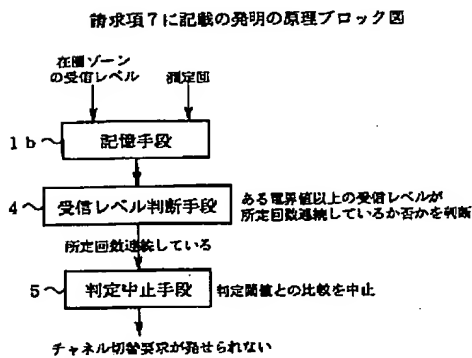 請求項7に記載の発明の原理ブロック図
在圏ゾーン
の受信レベル
測定回
1b
記憶手段
4
受信レベル判断手段
ある電界値以上の受信レベルが
所定回数連続しているか否かを判断
所定回数連続している
5
判定中止手段
判定閾値との比較を中止
チャネル切替要求が発せられない